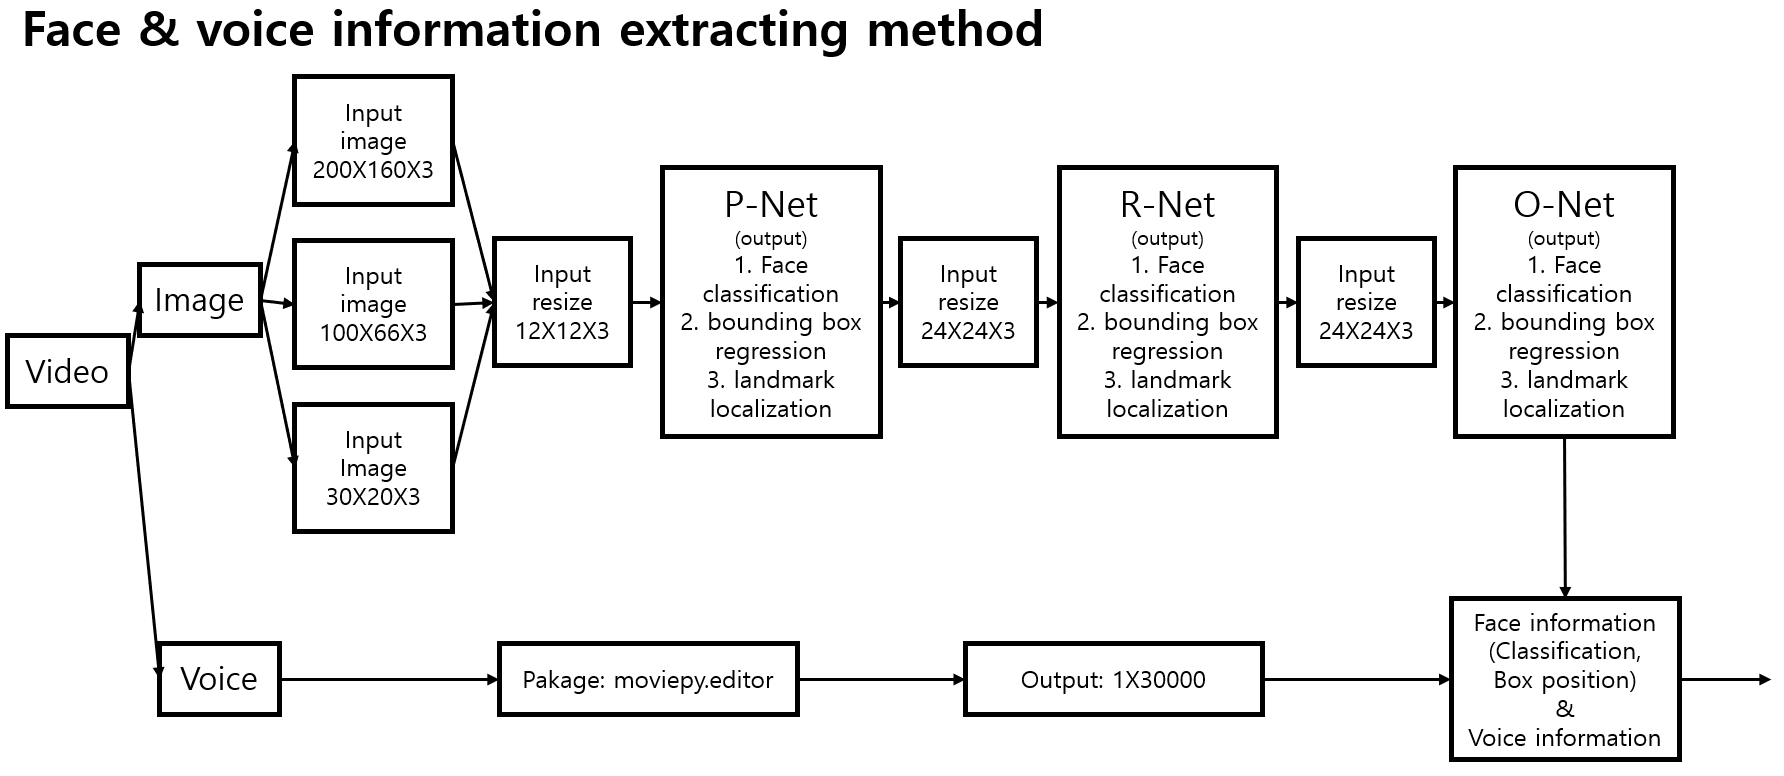 Face & voice information extracting method
Input
image
200X160X3
Input
image
100X66X3
Input
Image
30X20X3
Video
Image
Input
resize
12X12X3
P-Net
(output)
1. Face
classification
2. bounding box
regression
3. landmark
localization
Input
resize
24X24X3
R-Net
(output)
1. Face
classification
2. bounding box
regression
3. landmark
localization
Input
resize
24X24X3
O-Net
(output)
1. Face
classification
2. bounding box
regression
3. landmark
localization
Voice
Pakage: moviepy.editor
Output: 1X30000
Face information
(Classification,
Box position)
&
Voice information